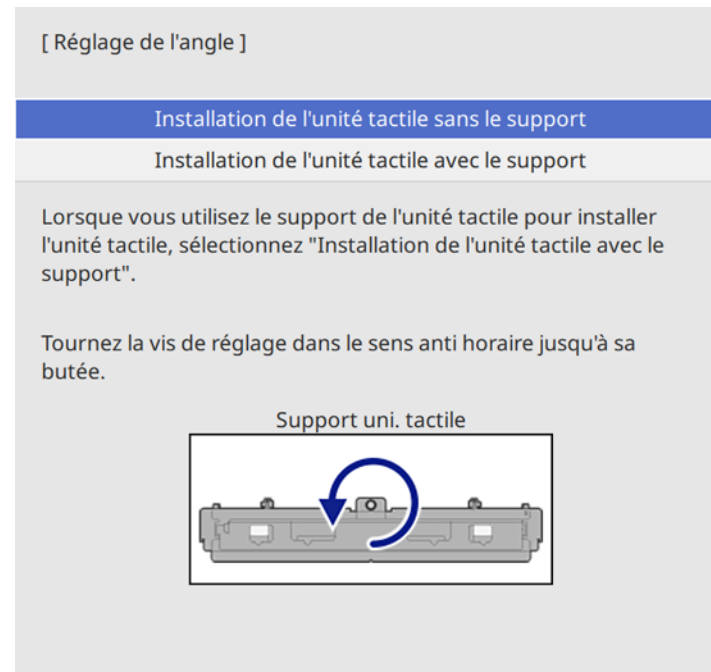 [ Réglage de l'angle ]
Installation de l'unité tactile sans le support
Installation de l'unité tactile avec le support
Lorsque vous utilisez le support de l'unité tactile pour installer
l'unité tactile, sélectionnez "Installation de l'unité tactile avec le
support".
Tournez la vis de réglage dans le sens anti horaire jusqu'à sa
butée.
Support uni. tactile